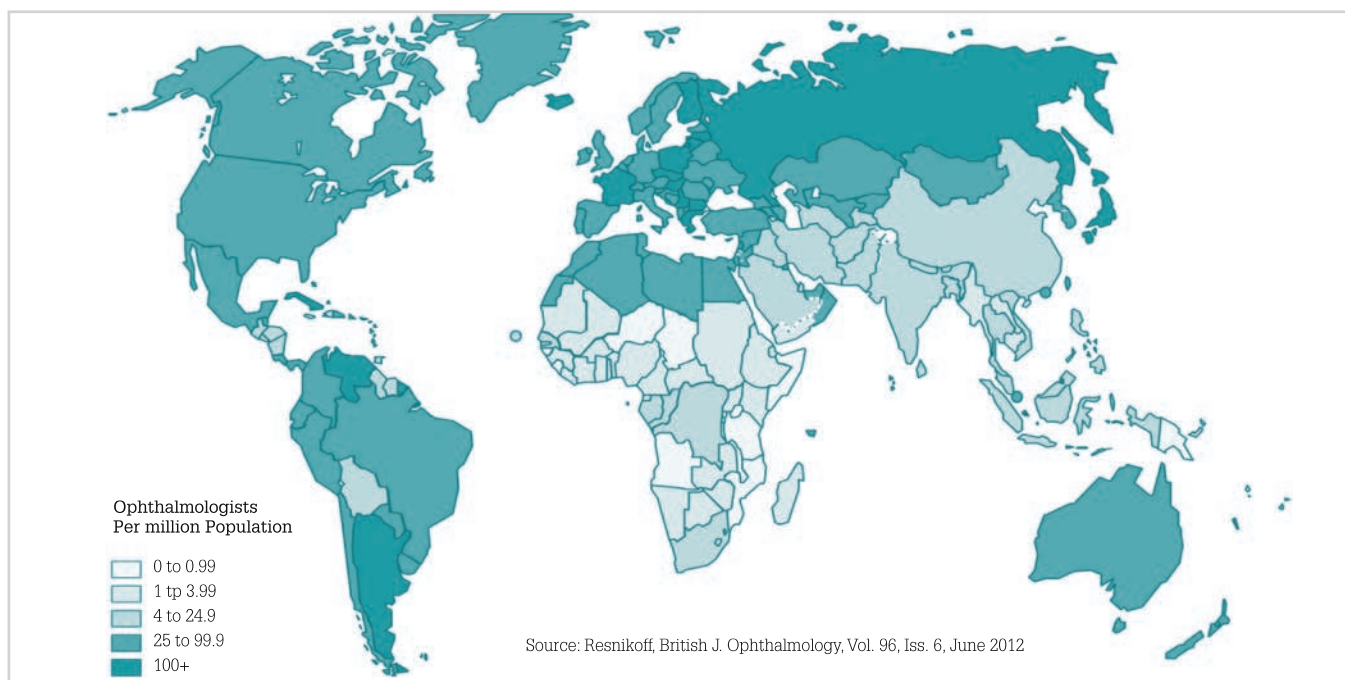 Ophthalmologists
Per million Population
0 to 0.99
1 tp 3.99
4 to 24.9
25 to 99.9
100+
Source: Resnikoff, British J. Ophthalmology, Vol. 96, Iss. 6, June 2012